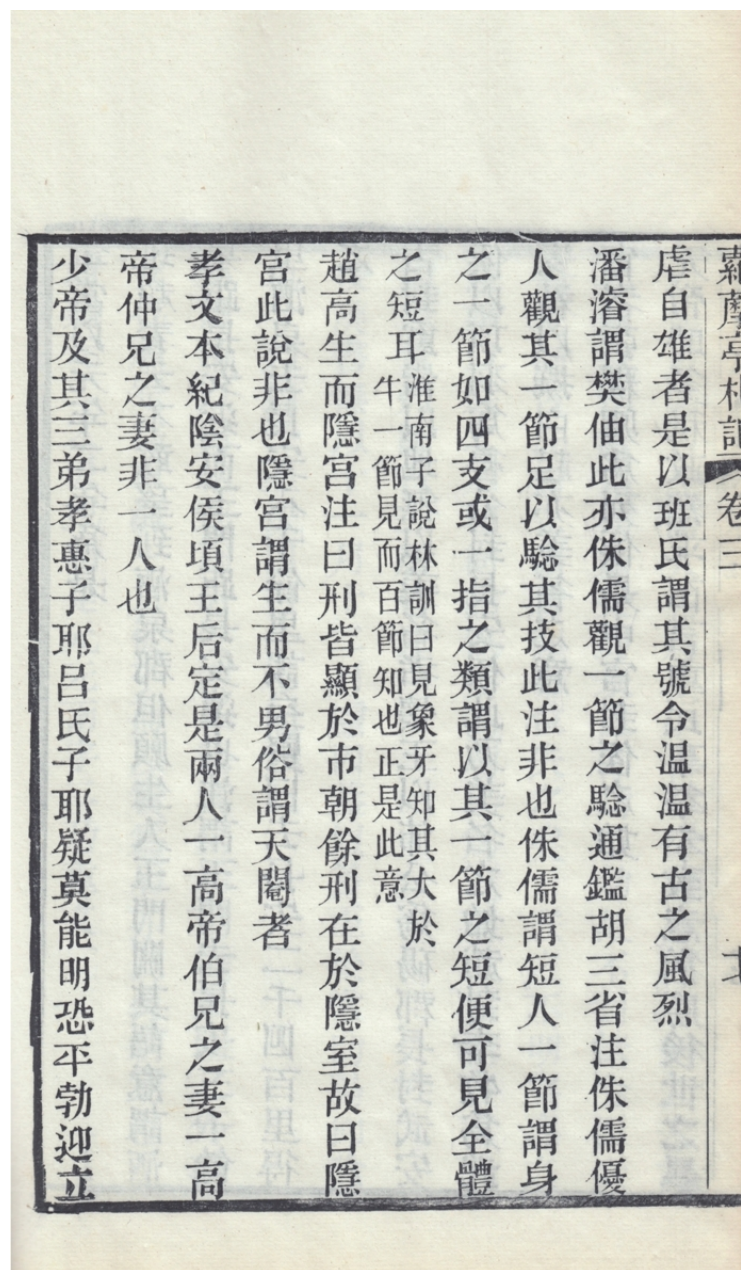 蘿藦亭札記 卷三
虐自雄者是以班氏謂其號令温温有古之風烈
潘濬謂樊伷此亦侏儒觀一節之騐通鑑胡三省注侏儒優
人觀其一節足以騐其技此注非也侏儒謂短人一節謂身
之一節如四支或一指之類謂以其一節之短便可見全體
之短耳淮南子說林訓曰見象牙知其大於
牛一節見而百節知也正是此意
趙高生而隱宮注曰刑皆顯於市朝餘刑在於隱室故曰隱
宮此說非也隱宮謂生而不男俗謂天閹者
孝文本紀陰安侯頃王后定是兩人一高帝伯兄之妻一高
帝仲兄之妻非一人也
少帝及其三弟孝惠子耶呂氏子耶疑莫能明恐平勃迎立